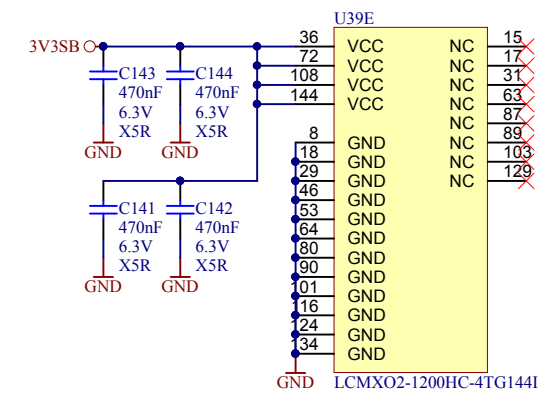 U39E
3V3SB
36 VCC NC 15
72 VCC NC 17
108 VCC NC 31
144 VCC NC 63
NC 87
8 GND NC 89
18 GND NC 103
29 GND NC 129
46 GND
53 GND
64 GND
80 GND
90 GND
101 GND
116 GND
124 GND
134 GND
C143
470nF
6.3V
X5R
GND
C144
470nF
6.3V
X5R
GND
C141
470nF
6.3V
X5R
GND
C142
470nF
6.3V
X5R
GND
GND
LCMXO2-1200HC-4TG144I